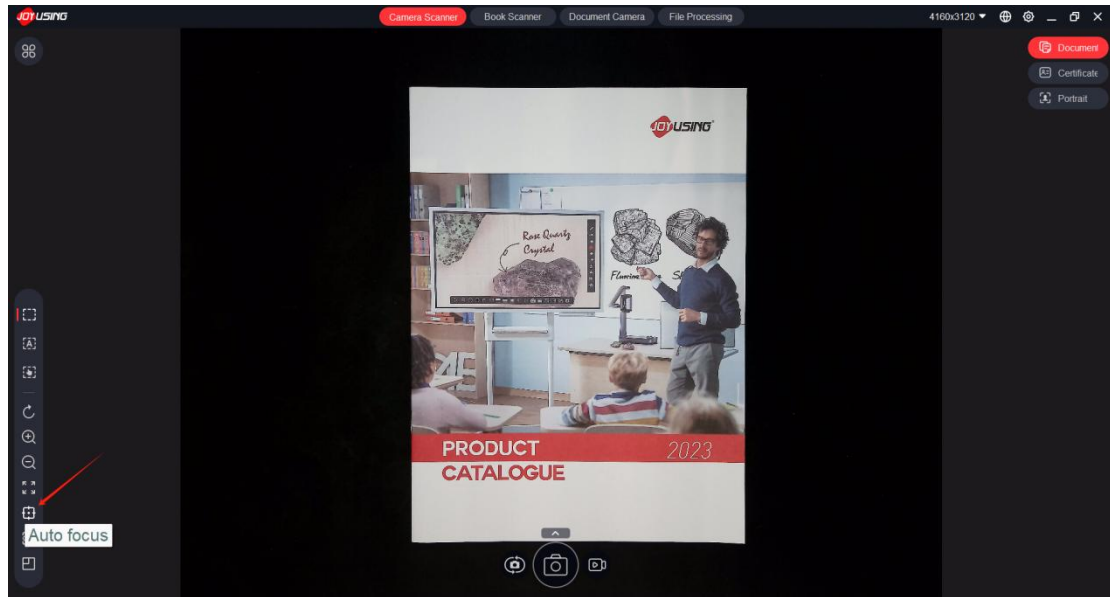 JOYUSING
Camera Scanner
Book Scanner
Document Camera
File Processing
4160x3120
Document
Certificate
Portrait
JOYUSING
Rose Quartz
Crystal
PRODUCT
2023
CATALOGUE
Auto focus